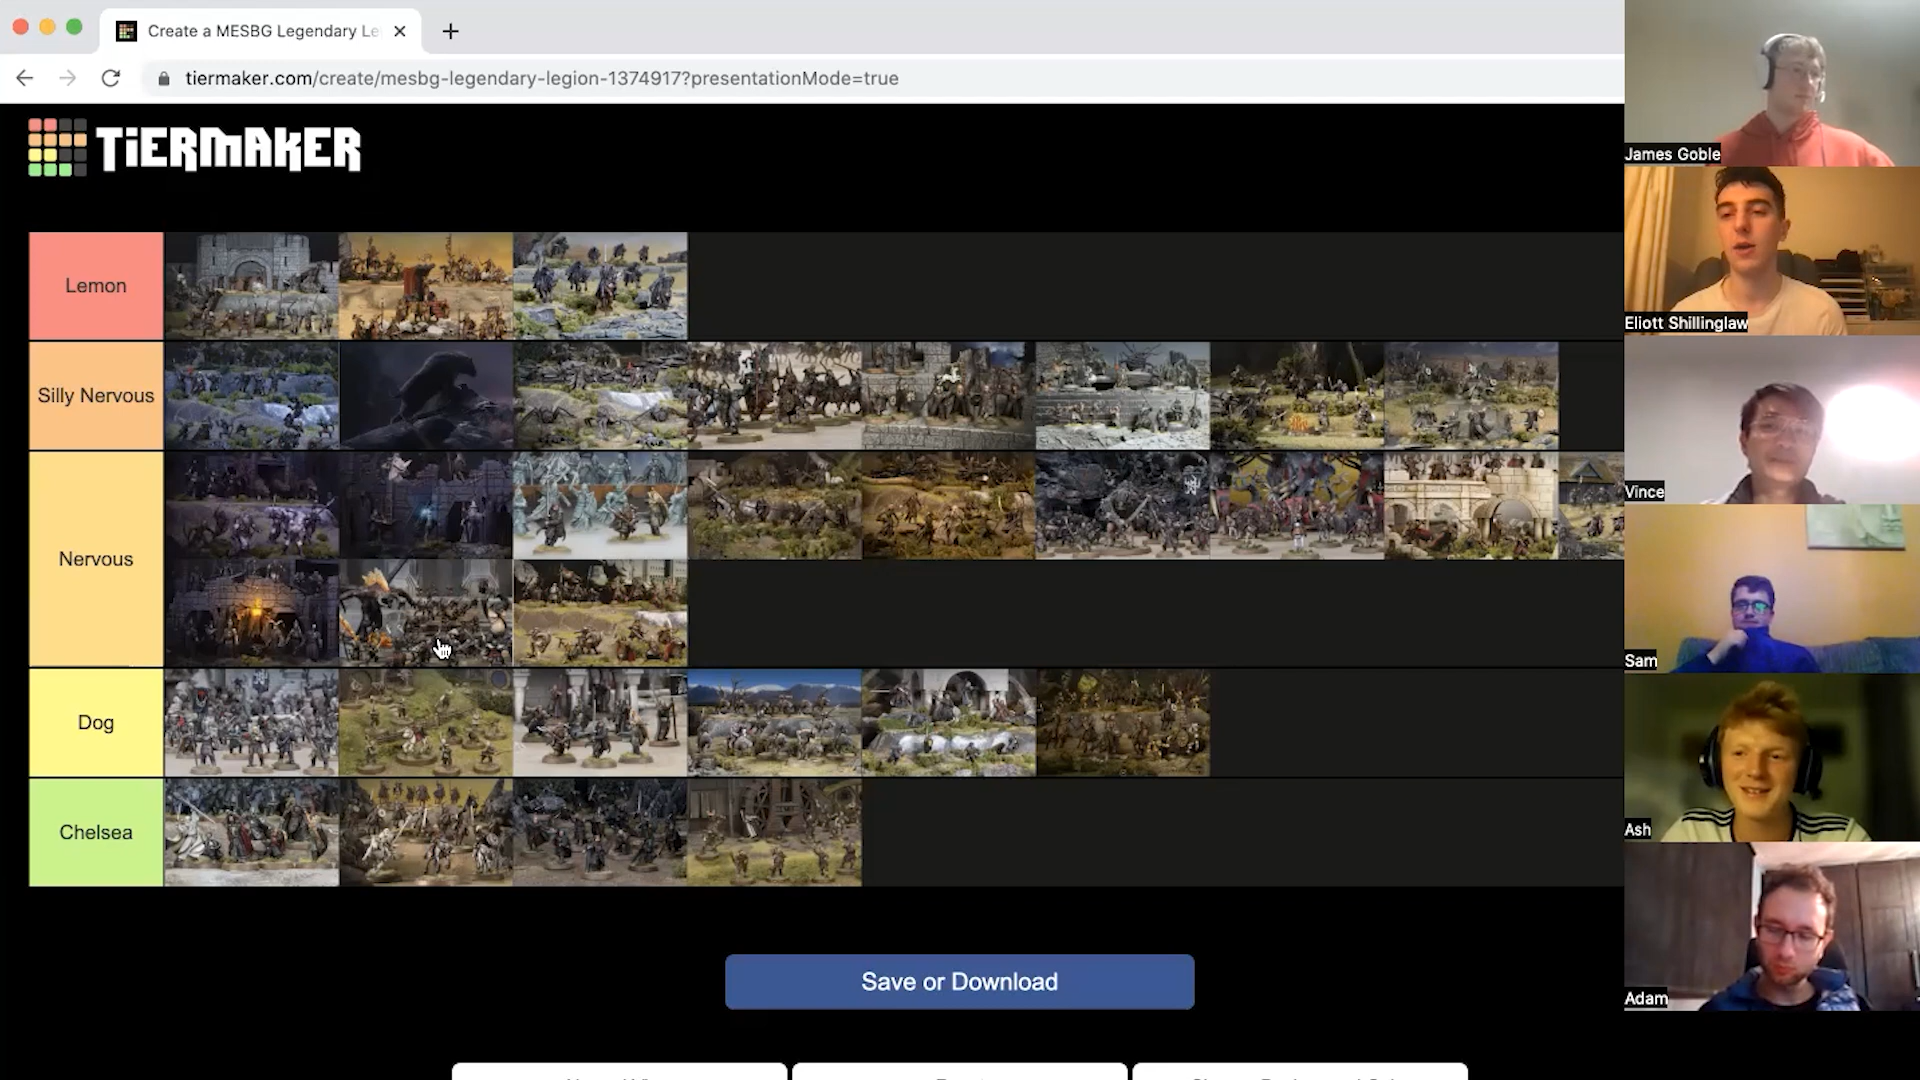 Create a MESBG Legendary Le
tiermaker.com/create/mesbg-legendary-legion-1374917?presentationMode=true
TiERMAKER
Lemon
Silly Nervous
Nervous
Dog
Chelsea
Save or Download
James Goble
Eliott Shillinglaw
Vince
Sam
Ash
Adam